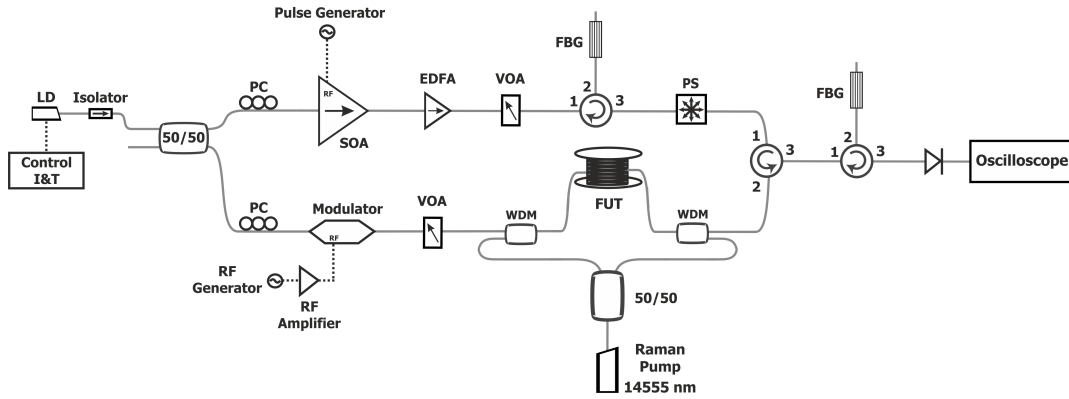 Pulse Generator
RF
LD
Isolator
PC
SOA
EDFA
VOA
FBG
1
2
3
PS
FBG
50/50
Control
I&T
1
3
2
1
2
3
Oscilloscope
FUT
PC
Modulator
RF
VOA
WDM
WDM
RF
Generator
RF
Amplifier
50/50
Raman
Pump
14555 nm